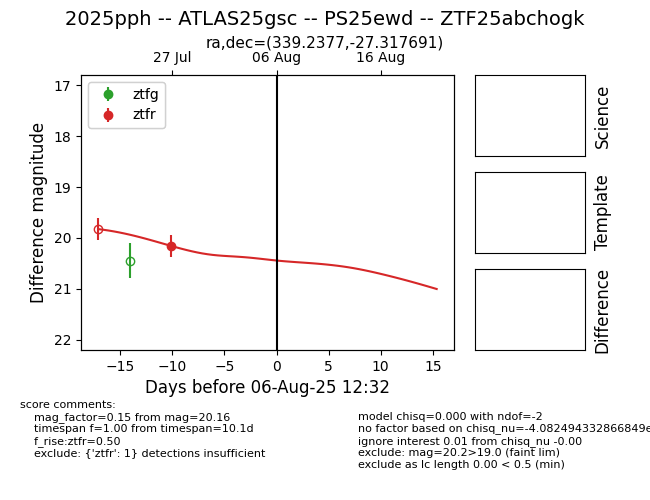 2025pph -- ATLAS25gsc -- PS25ewd -- ZTF25abchogk
ra,dec=(339.2377,-27.317691)
27 Jul 06 Aug 16 Aug
ztfg
ztfr
17
18
19
20
21
22
Difference magnitude
−15 −10 −5 0 5 10 15
Days before 06-Aug-25 12:32
Science
Template
Difference
score comments:
mag_factor=0.15 from mag=20.16
timespan f=1.00 from timespan=10.1d
f_rise:ztfr=0.50
exclude: {'ztfr': 1} detections insufficient
model chisq=0.000 with ndof=-2
no factor based on chisq_nu=-4.082494332866849e
ignore interest 0.01 from chisq_nu -0.00
exclude: mag=20.2>19.0 (faint lim)
exclude as lc length 0.00 < 0.5 (min)